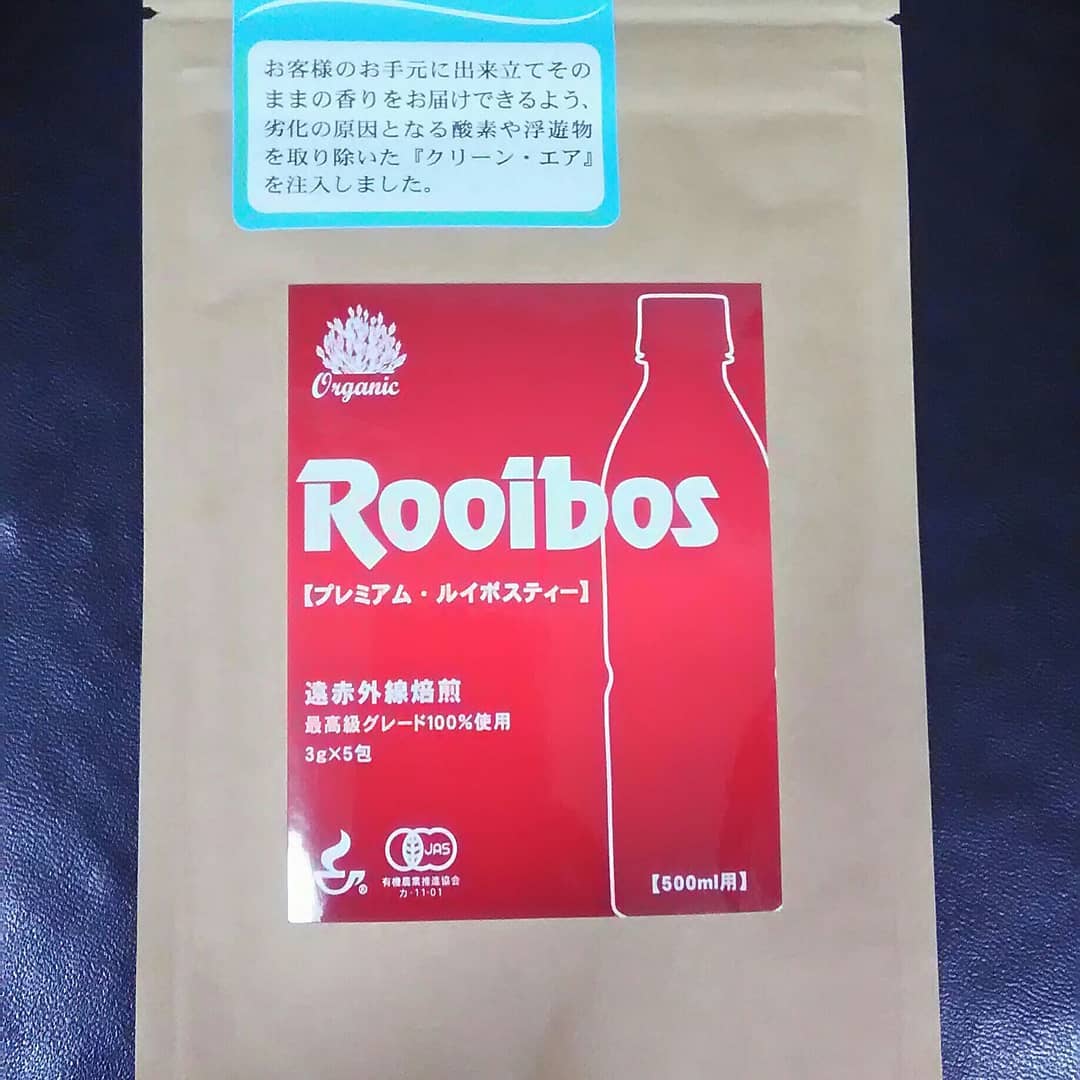 お客様のお手元に出来立てその
ままの香りをお届けできるよう、
劣化の原因となる酸素や浮遊物
を取り除いた『クリーン・エア』
を注入しました。
Organic
Rooibos
【プレミアム・ルイボスティー】
遠赤外線焙煎
最高級グレード100%使用
3g×5包
®
JAS
有機農業推進協会
カ-11-01
【500ml用】